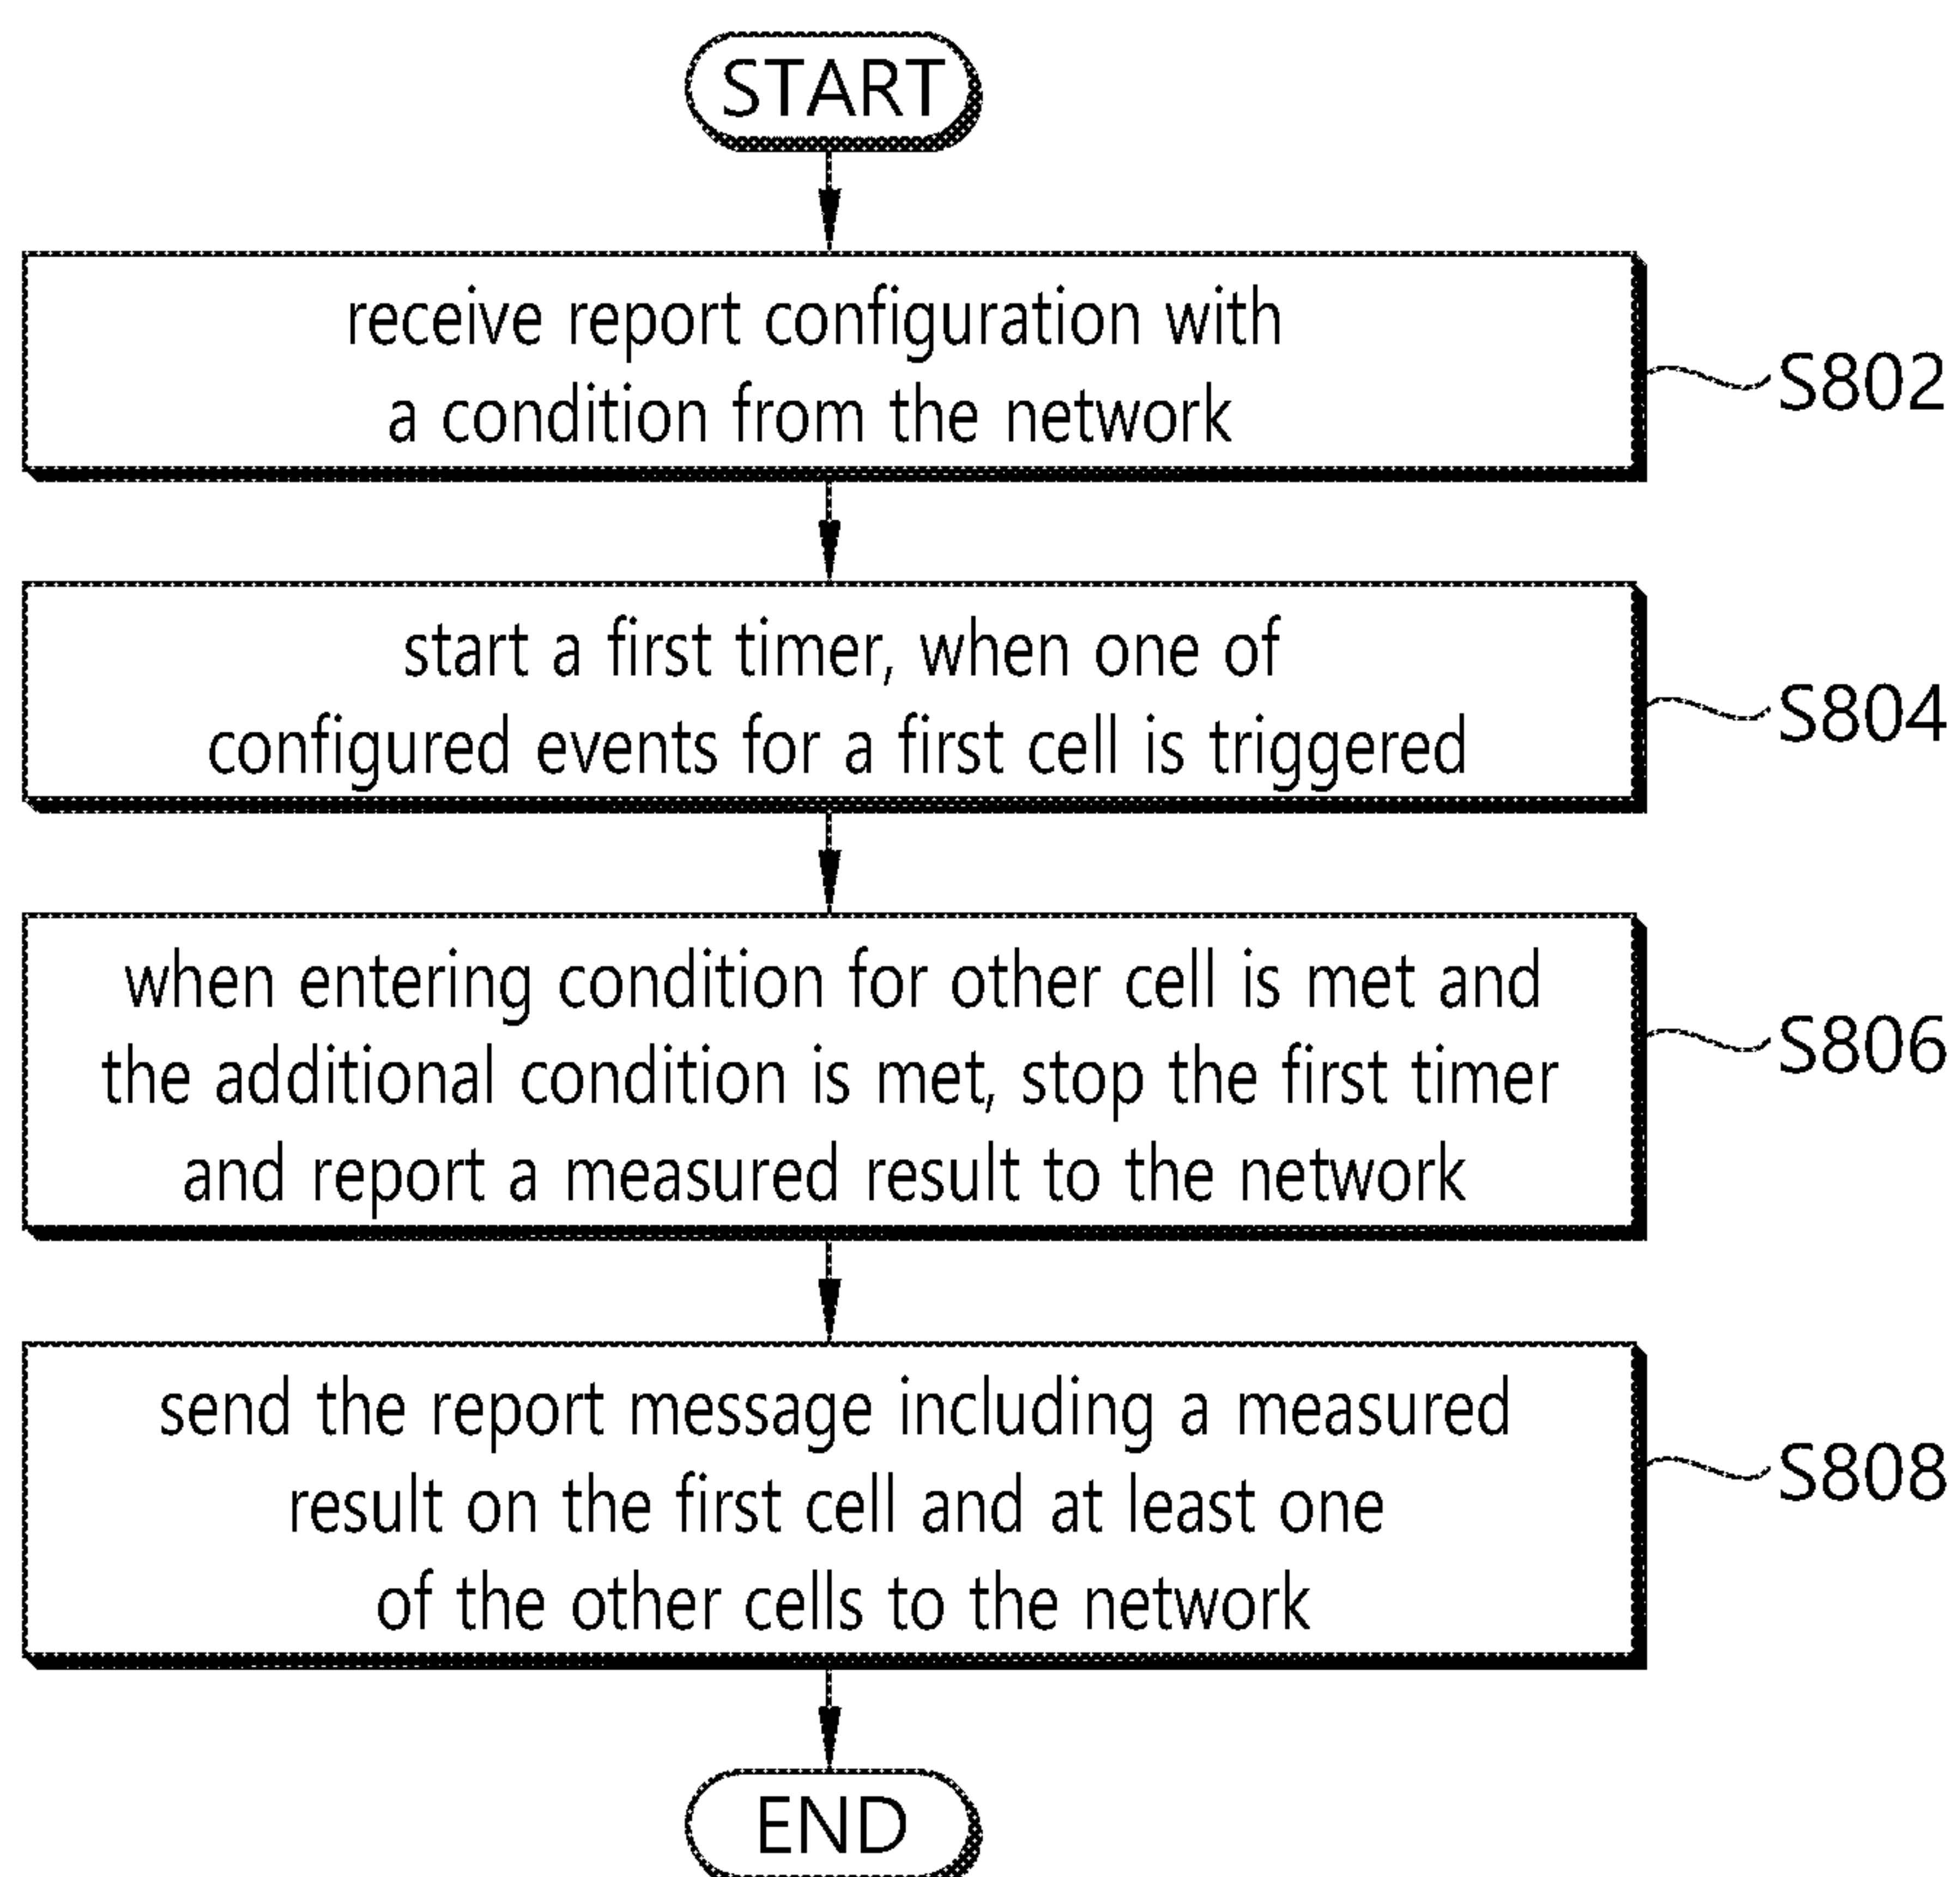 START
receive report configuration with
a condition from the network
S802
start a first timer, when one of
configured events for a first cell is triggered
S804
when entering condition for other cell is met and
the additional condition is met, stop the first timer
and report a measured result to the network
S806
send the report message including a measured
result on the first cell and at least one
of the other cells to the network
S808
END